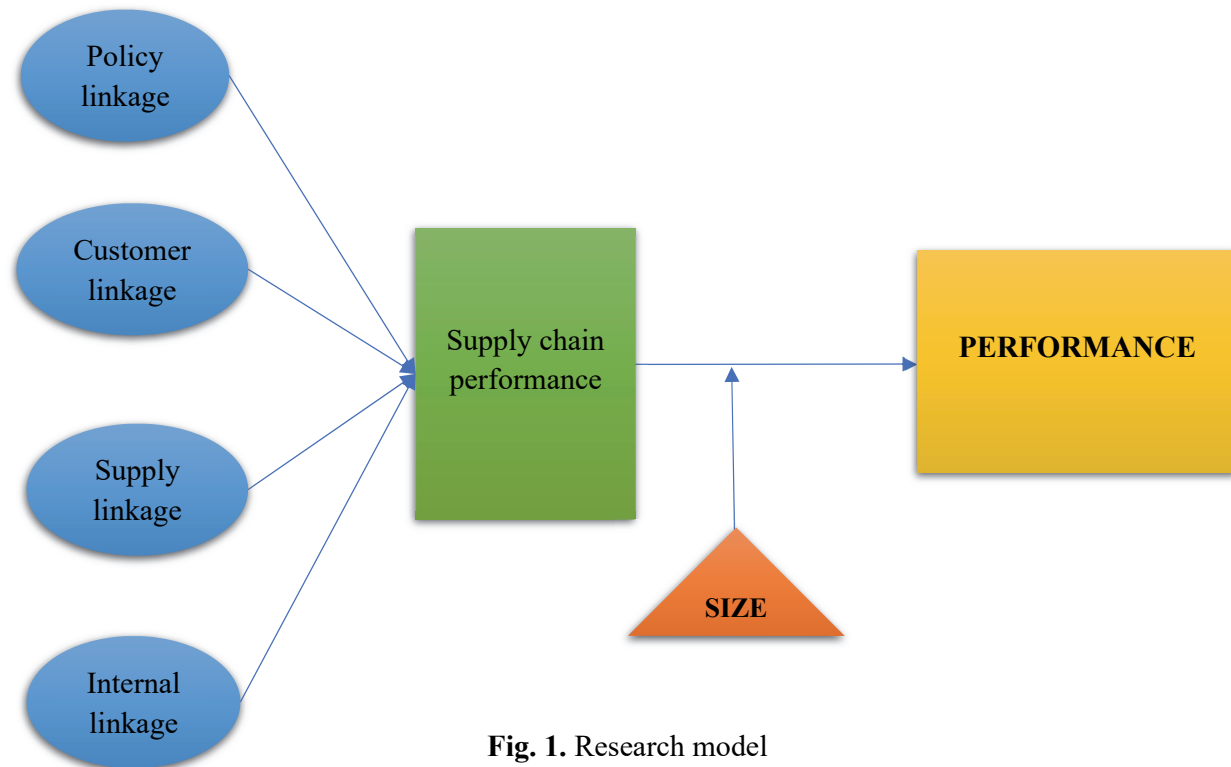 Policy
linkage
Customer
linkage
Supply chain
performance
PERFORMANCE
Supply
linkage
SIZE
Internal
linkage
Fig. 1. Research model